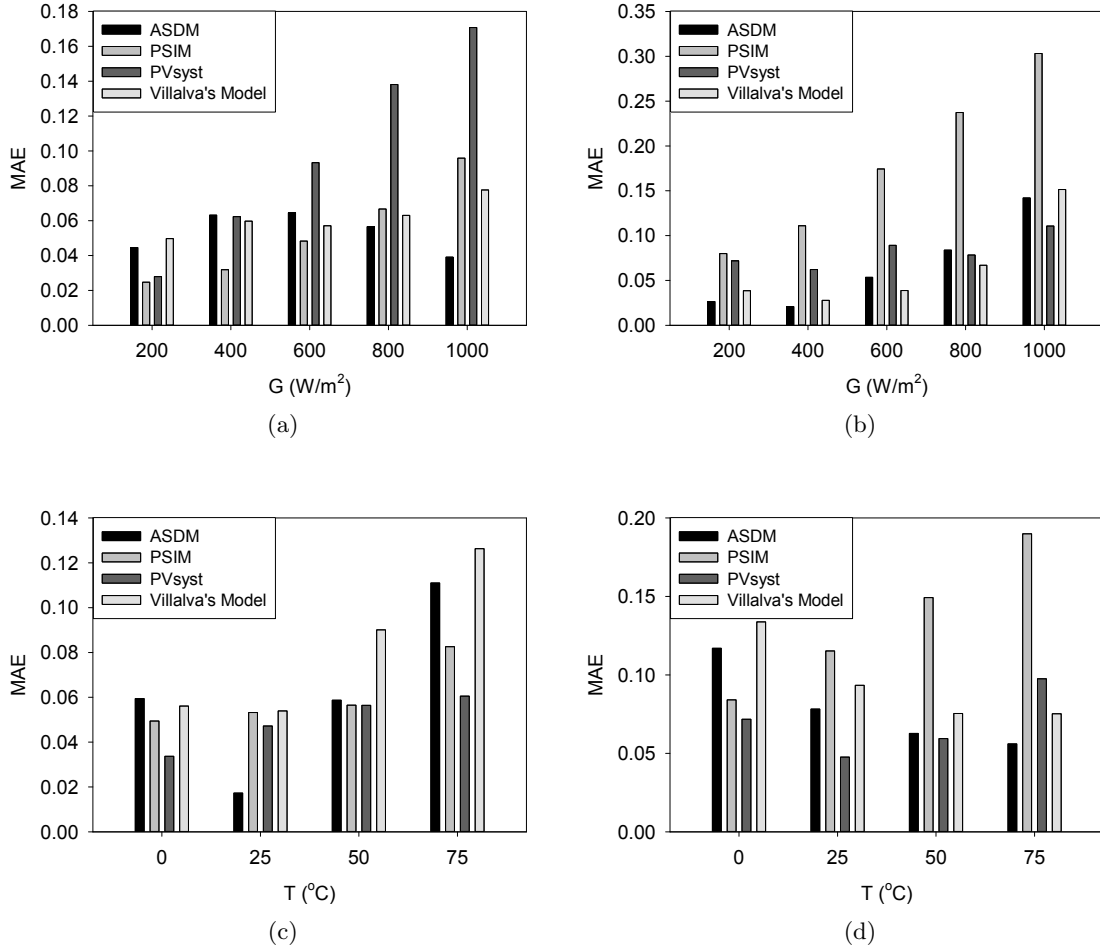 0.18
0.16
0.14
0.12
0.10
0.08
0.06
0.04
0.02
0.00
MAE
ASDM
PSIM
PVsyst
Villalva's Model
200 400 600 800 1000
G (W/m²)
(a)
0.35
0.30
0.25
0.20
0.15
0.10
0.05
0.00
MAE
ASDM
PSIM
PVsyst
Villalva's Model
200 400 600 800 1000
G (W/m²)
(b)
0.14
0.12
0.10
0.08
0.06
0.04
0.02
0.00
MAE
ASDM
PSIM
PVsyst
Villalva's Model
0 25 50 75
T (°C)
(c)
0.20
0.15
0.10
0.05
0.00
MAE
ASDM
PSIM
PVsyst
Villalva's Model
0 25 50 75
T (°C)
(d)